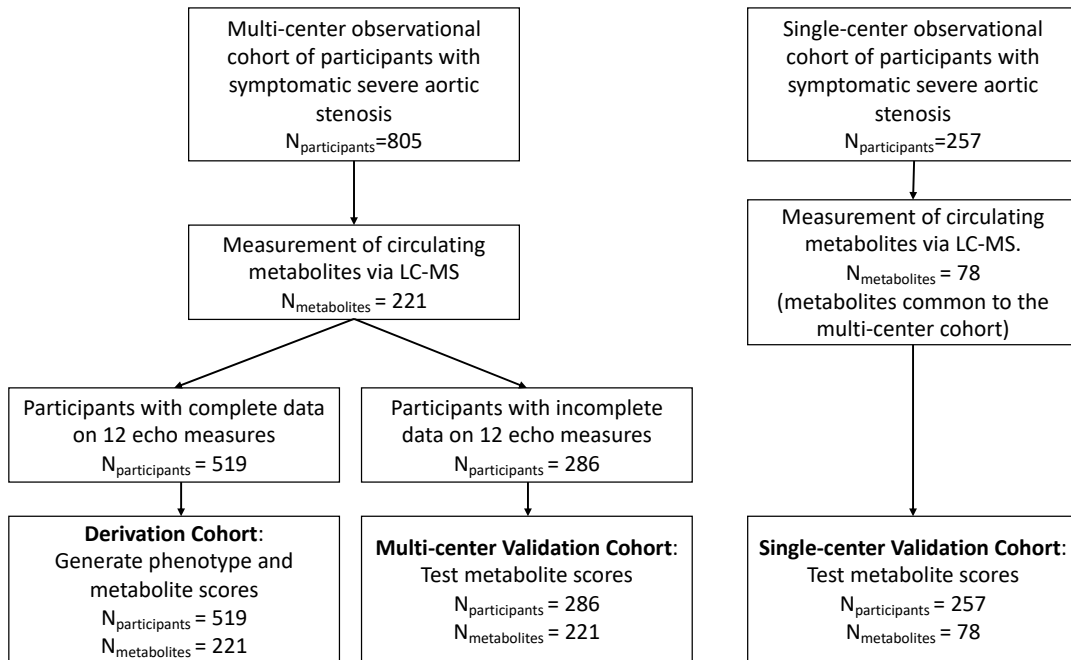 Multi-center observational
cohort of participants with
symptomatic severe aortic
stenosis
Nparticipants=805
Single-center observational
cohort of participants with
symptomatic severe aortic
stenosis
Nparticipants=257
Measurement of circulating
metabolites via LC-MS
Nmetabolites = 221
Measurement of circulating
metabolites via LC-MS.
Nmetabolites = 78
(metabolites common to the
multi-center cohort)
Participants with complete data
on 12 echo measures
Nparticipants = 519
Participants with incomplete
data on 12 echo measures
Nparticipants = 286
Derivation Cohort:
Generate phenotype and
metabolite scores
Nparticipants = 519
Nmetabolites = 221
Multi-center Validation Cohort:
Test metabolite scores
Nparticipants = 286
Nmetabolites = 221
Single-center Validation Cohort:
Test metabolite scores
Nparticipants = 257
Nmetabolites = 78